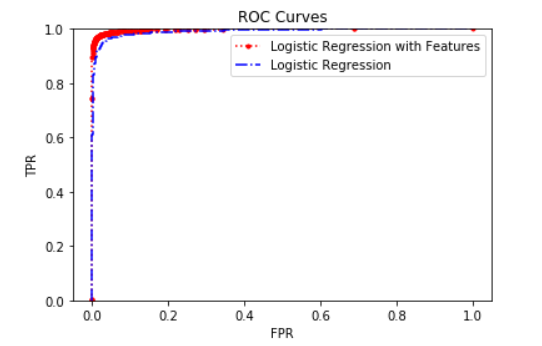 ROC Curves
1.0
Logistic Regression with Features
Logistic Regression
0.8
0.6
TPR
0.4
0.2
0.0
0.0 0.2 0.4 0.6 0.8 1.0
FPR